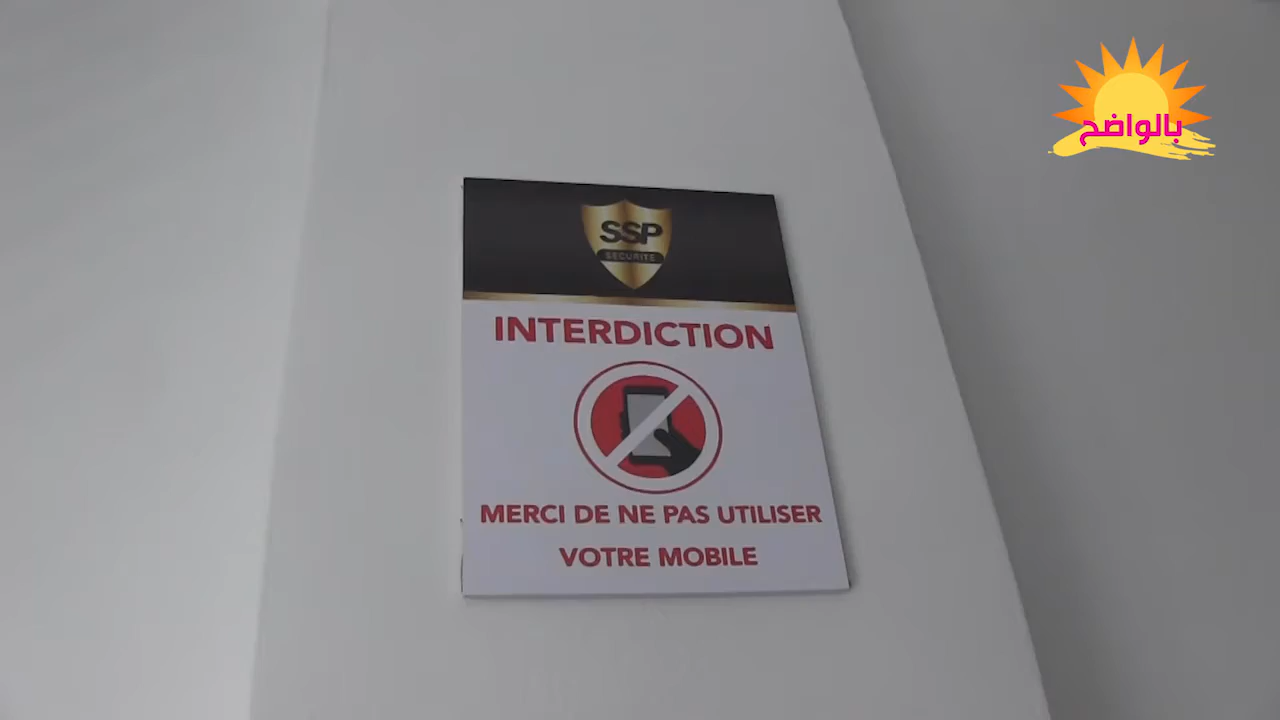 بالواضح
SSP
SECURITE
INTERDICTION
MERCI DE NE PAS UTILISER
VOTRE MOBILE